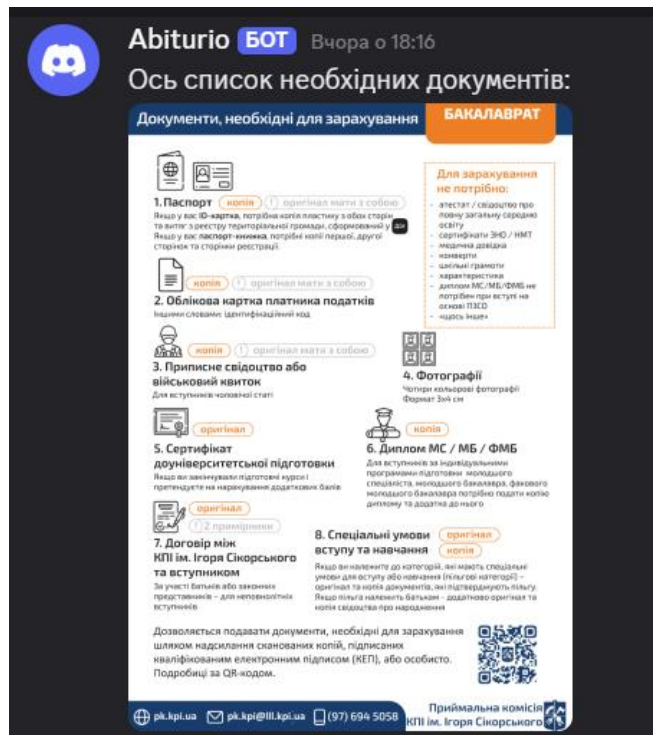 Abiturio БОТ Вчора о 18:16
Ось список необхідних документів:
Документи, необхідні для зарахування
БАКАЛАВРАТ
1. Паспорт копія ! оригінал мати з собою
Якщо у вас ID-картка, потрібна копія пластику з обох сторін
та витяг з реєстру територіальної громади, сформований у Дія
Якщо у вас паспорт-книжка, потрібні копії першої, другої
сторінок та сторінки реєстрації.
Для зарахування
не потрібно:
- атестат / свідоцтво про
повну загальну середню
освіту
- сертифікати ЗНО / НМТ
- медична довідка
- конверти
- шкільні грамоти
- характеристика
- диплом МС/МБ/ФМБ не
потрібен при вступі на
основі ПЗСО
- «щось інше»
копія ! оригінал мати з собою
2. Облікова картка платника податків
Іншими словами: ідентифікаційний код
копія ! оригінал мати з собою
3. Приписне свідоцтво або
військовий квиток
Для вступників чоловічої статі
4. Фотографії
Чотири кольорові фотографії
Формат 3х4 см
оригінал
5. Сертифікат
доуніверситетської підготовки
Якщо ви закінчували підготовчі курси і
претендуєте на нарахування додаткових балів
копія
6. Диплом МС / МБ / ФМБ
Для вступників за індивідуальними
програмами підготовки молодшого
спеціаліста, молодшого бакалавра, фахового
молодшого бакалавра потрібно подати копію
диплому та додатка до нього
оригінал
! 2 примірники
7. Договір між
КПІ ім. Ігоря Сікорського
та вступником
За участі батьків або законних
представників – для неповнолітніх
вступників
8. Спеціальні умови оригінал
вступу та навчання копія
Якщо ви належите до категорій, які мають спеціальні
умови для вступу або навчання (пільгові категорії) –
оригінал та копія документів, які підтверджують пільгу.
Якщо пільга належить батькам - додатково оригінал та
копія свідоцтва про народження
Дозволяється подавати документи, необхідні для зарахування
шляхом надсилання сканованих копій, підписаних
кваліфікованим електронним підписом (КЕП), або особисто.
Подробиці за QR-кодом.
pk.kpi.ua pk.kpi@lll.kpi.ua (97) 694 5058
Приймальна комісія
КПІ ім. Ігоря Сікорського